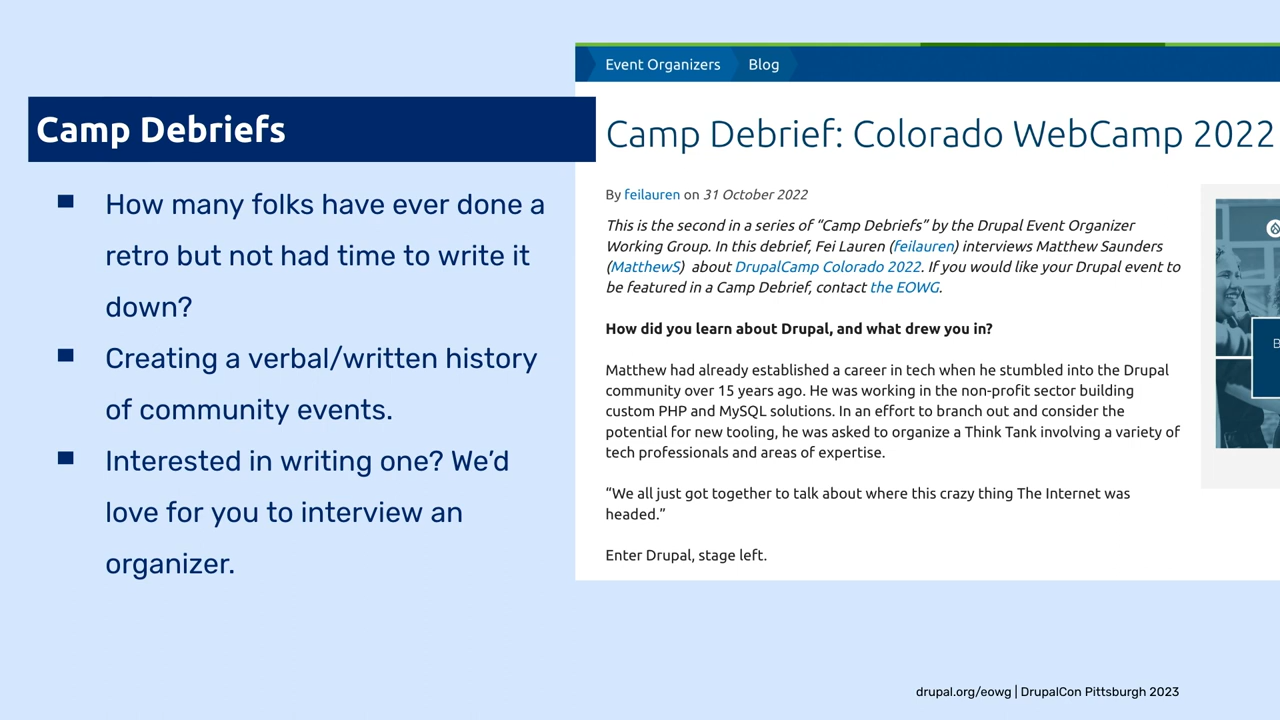 Camp Debriefs
How many folks have ever done a
retro but not had time to write it
down?
Creating a verbal/written history
of community events.
Interested in writing one? We’d
love for you to interview an
organizer.
Event Organizers Blog
Camp Debrief: Colorado WebCamp 2022
By feilauren on 31 October 2022
This is the second in a series of “Camp Debriefs” by the Drupal Event Organizer
Working Group. In this debrief, Fei Lauren (feilauren) interviews Matthew Saunders
(MatthewS) about DrupalCamp Colorado 2022. If you would like your Drupal event to
be featured in a Camp Debrief, contact the EOWG.
How did you learn about Drupal, and what drew you in?
Matthew had already established a career in tech when he stumbled into the Drupal
community over 15 years ago. He was working in the non-profit sector building
custom PHP and MySQL solutions. In an effort to branch out and consider the
potential for new tooling, he was asked to organize a Think Tank involving a variety of
tech professionals and areas of expertise.
“We all just got together to talk about where this crazy thing The Internet was
headed.”
Enter Drupal, stage left.
drupal.org/eowg | DrupalCon Pittsburgh 2023